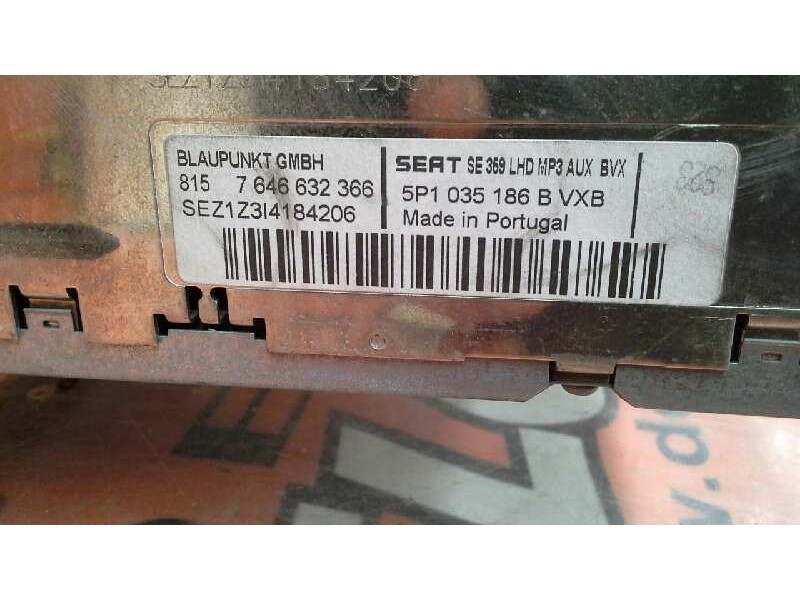 BLAUPUNKT GMBH
815 7 646 632 366
SEZ1Z3I4184206
SEAT SE 369 LHD MP3 AUX BVX
5P1 035 186 B VXB
Made in Portugal